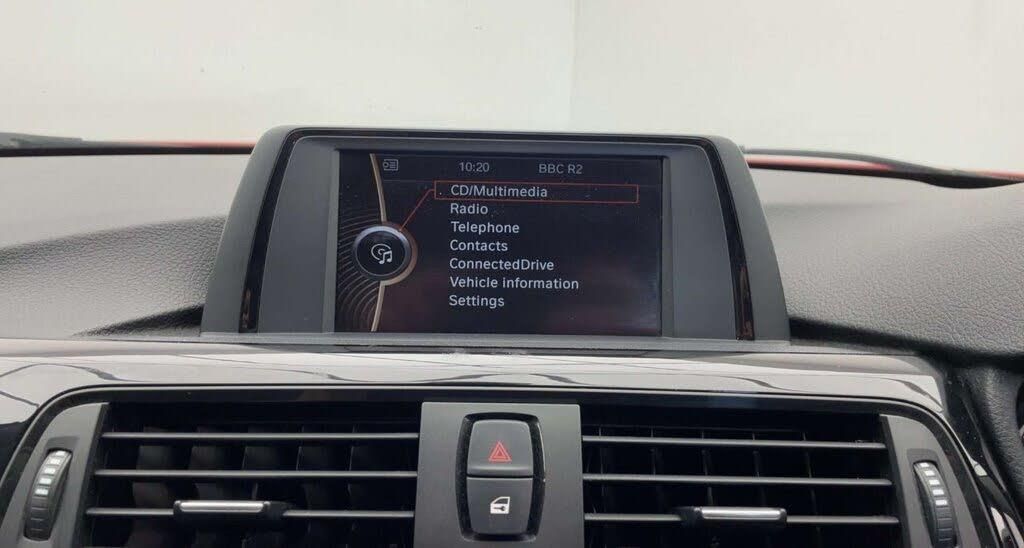 10:20 BBC R2
CD/Multimedia
Radio
Telephone
Contacts
ConnectedDrive
Vehicle information
Settings